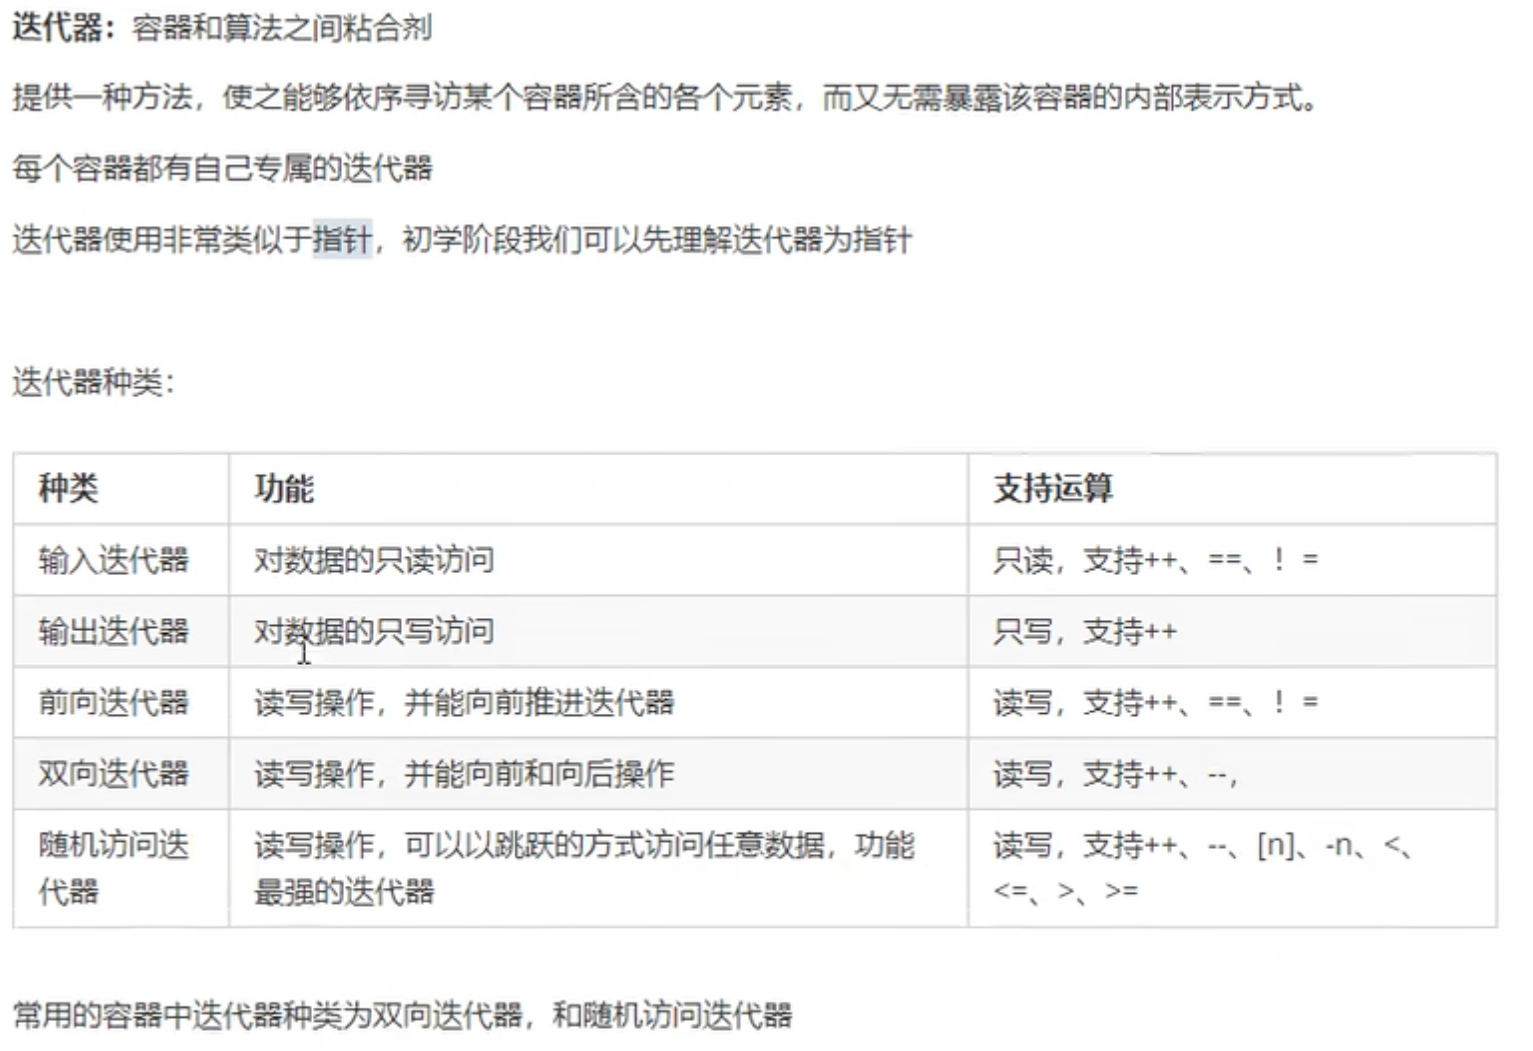 迭代器：容器和算法之间粘合剂
提供一种方法，使之能够依序寻访某个容器所含的各个元素，而又无需暴露该容器的内部表示方式。
每个容器都有自己专属的迭代器
迭代器使用非常类似于指针，初学阶段我们可以先理解迭代器为指针
迭代器种类：
种类 功能 支持运算
输入迭代器 对数据的只读访问 只读，支持++、==、！=
输出迭代器 对数据的只写访问 只写，支持++
前向迭代器 读写操作，并能向前推进迭代器 读写，支持++、==、！=
双向迭代器 读写操作，并能向前和向后操作 读写，支持++、--，
随机访问迭 读写操作，可以以跳跃的方式访问任意数据，功能 读写，支持++、--、[n]、-n、<、
代器 最强的迭代器 <=、>、>=
常用的容器中迭代器种类为双向迭代器，和随机访问迭代器